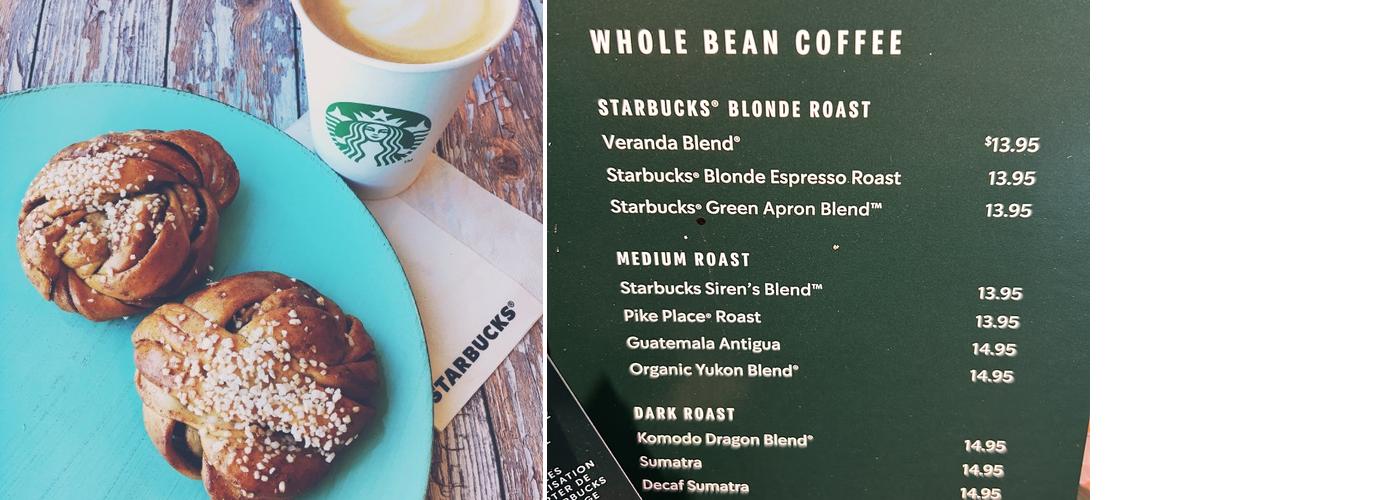 STARBUCKS®
WHOLE BEAN COFFEE
STARBUCKS® BLONDE ROAST
Veranda Blend® $13.95
Starbucks® Blonde Espresso Roast 13.95
Starbucks® Green Apron Blend™ 13.95
MEDIUM ROAST
Starbucks Siren's Blend™ 13.95
Pike Place® Roast 13.95
Guatemala Antigua 14.95
Organic Yukon Blend® 14.95
DARK ROAST
Komodo Dragon Blend® 14.95
Sumatra 14.95
Decaf Sumatra 14.95